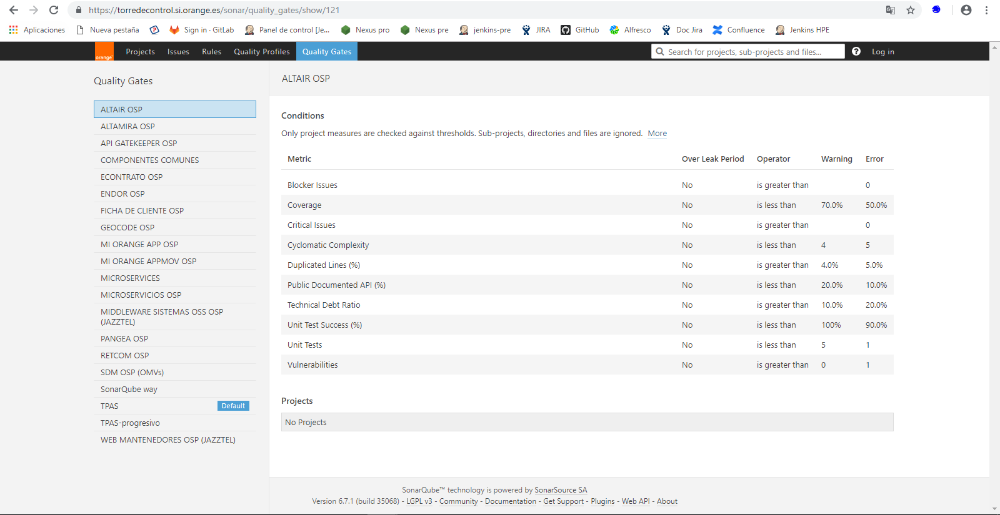 https://torredecontrol.si.orange.es/sonar/quality_gates/show/121
Aplicaciones Nueva pestaña Sign in · GitLab Panel de control [Je... Nexus pro Nexus pre jenkins-pre JIRA GitHub Alfresco Doc Jira Confluence Jenkins HPE
orange Projects Issues Rules Quality Profiles Quality Gates Search for projects, sub-projects and files... ? Log in
Quality Gates
ALTAIR OSP
ALTAMIRA OSP
API GATEKEEPER OSP
COMPONENTES COMUNES
ECONTRATO OSP
ENDOR OSP
FICHA DE CLIENTE OSP
GEOCODE OSP
MI ORANGE APP OSP
MI ORANGE APPMOV OSP
MICROSERVICES
MICROSERVICIOS OSP
MIDDLEWARE SISTEMAS OSS OSP
(JAZZTEL)
PANGEA OSP
RETCOM OSP
SDM OSP (OMVs)
SonarQube way
TPAS Default
TPAS-progresivo
WEB MANTENEDORES OSP (JAZZTEL)
ALTAIR OSP
Conditions
Only project measures are checked against thresholds. Sub-projects, directories and files are ignored. More
Metric Over Leak Period Operator Warning Error
Blocker Issues No is greater than 0
Coverage No is less than 70.0% 50.0%
Critical Issues No is greater than 0
Cyclomatic Complexity No is less than 4 5
Duplicated Lines (%) No is greater than 4.0% 5.0%
Public Documented API (%) No is less than 20.0% 10.0%
Technical Debt Ratio No is greater than 10.0% 20.0%
Unit Test Success (%) No is less than 100% 90.0%
Unit Tests No is less than 5 1
Vulnerabilities No is greater than 0 1
Projects
No Projects
SonarQube™ technology is powered by SonarSource SA
Version 6.7.1 (build 35068) - LGPL v3 - Community - Documentation - Get Support - Plugins - Web API - About